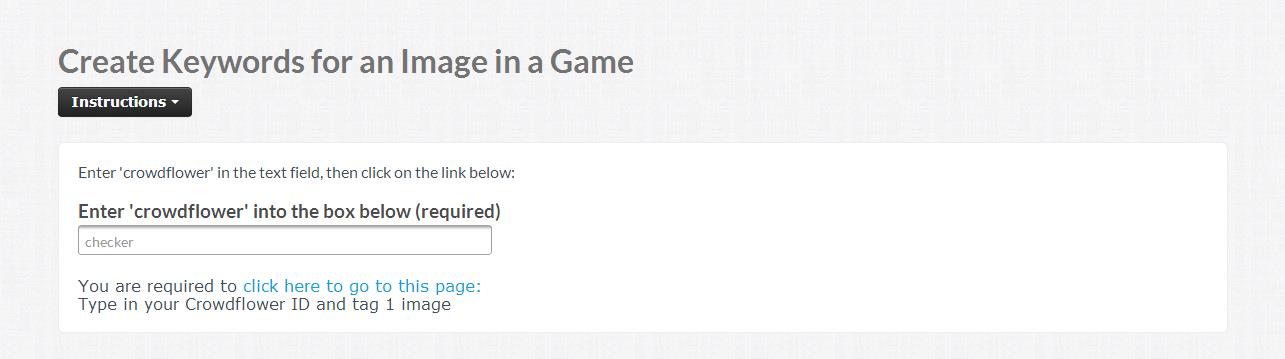 Create Keywords for an Image in a Game
Instructions
Enter 'crowdflower' in the text field, then click on the link below:
Enter 'crowdflower' into the box below (required)
checker
You are required to click here to go to this page:
Type in your Crowdflower ID and tag 1 image